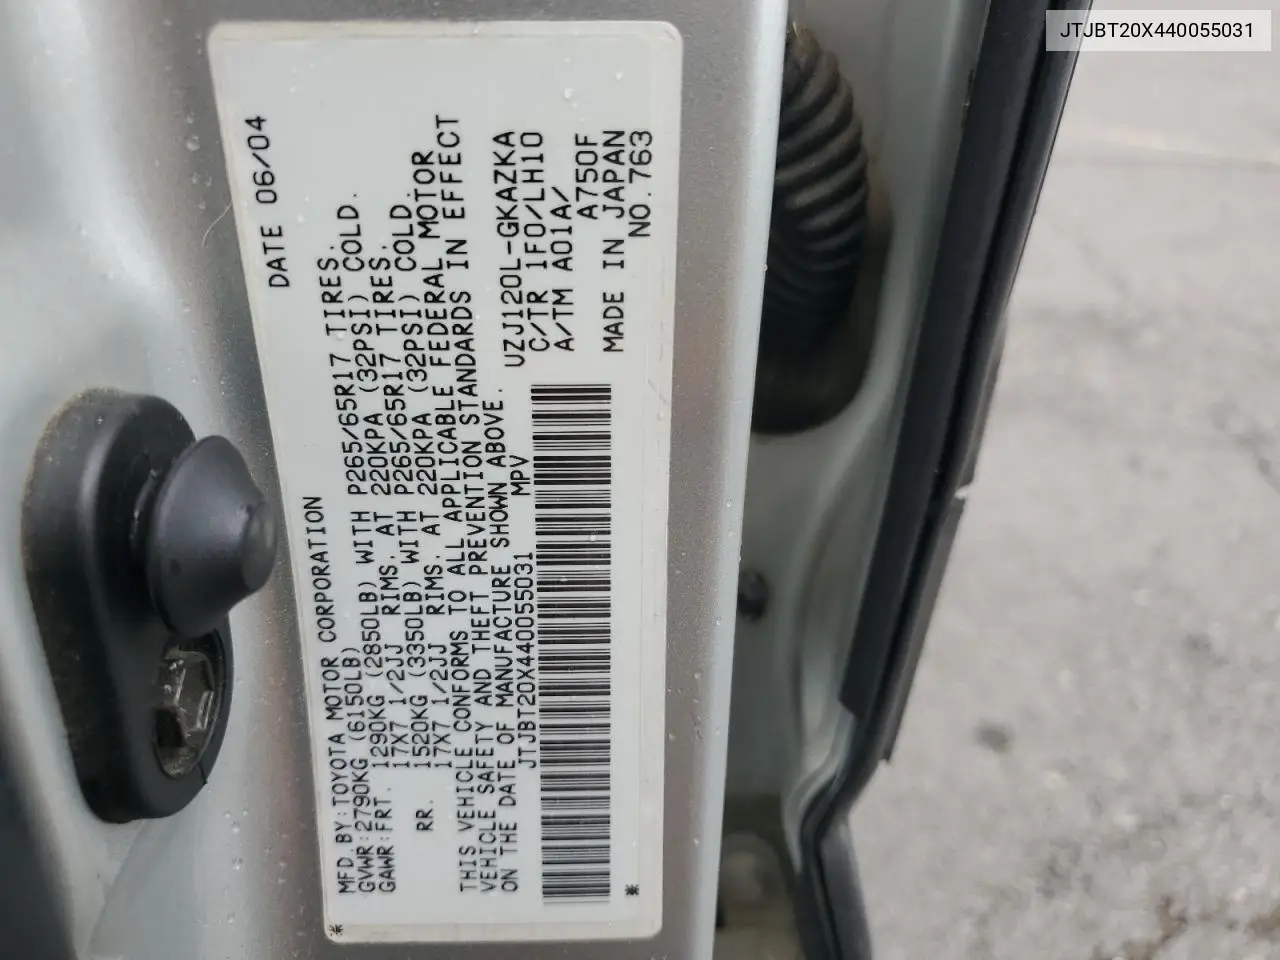 JTJBT20X440055031
DATE 06/04
MFD. BY: TOYOTA MOTOR CORPORATION
GVWR: 2790KG (6150LB)
GAWR: FRT. 1290KG (2850LB) WITH P265/65R17 TIRES.
17X7 1/2JJ RIMS. AT 220KPA (32PSI) COLD.
RR. 1520KG (3350LB) WITH P265/65R17 TIRES.
17X7 1/2JJ RIMS. AT 220KPA (32PSI) COLD.
THIS VEHICLE CONFORMS TO ALL APPLICABLE FEDERAL MOTOR
VEHICLE SAFETY AND THEFT PREVENTION STANDARDS IN EFFECT
ON THE DATE OF MANUFACTURE SHOWN ABOVE.
JTJBT20X440055031 MPV
UZJ120L-GKAZKA
C/TR 1F0/LH10
A/TM A01A/
A750F
MADE IN JAPAN
NO.763